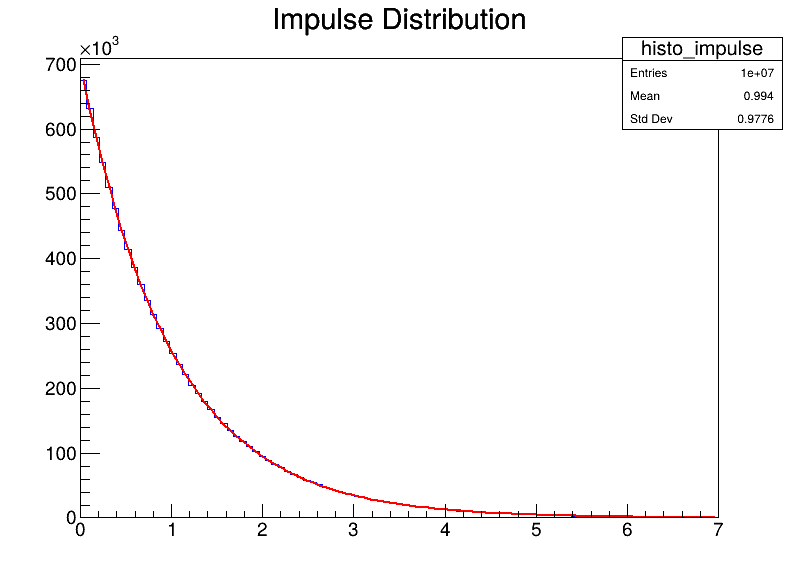 Impulse Distribution
×10³
histo_impulse
Entries 1e+07
Mean 0.994
Std Dev 0.9776
700
600
500
400
300
200
100
0
0 1 2 3 4 5 6 7